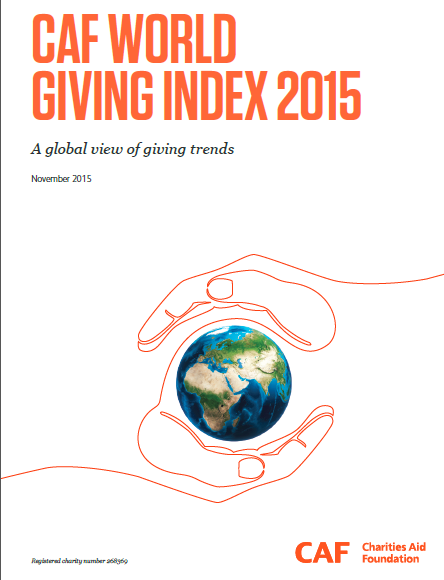 CAF WORLD
GIVING INDEX 2015
A global view of giving trends
November 2015
Registered charity number 268369
CAF Charities Aid
Foundation